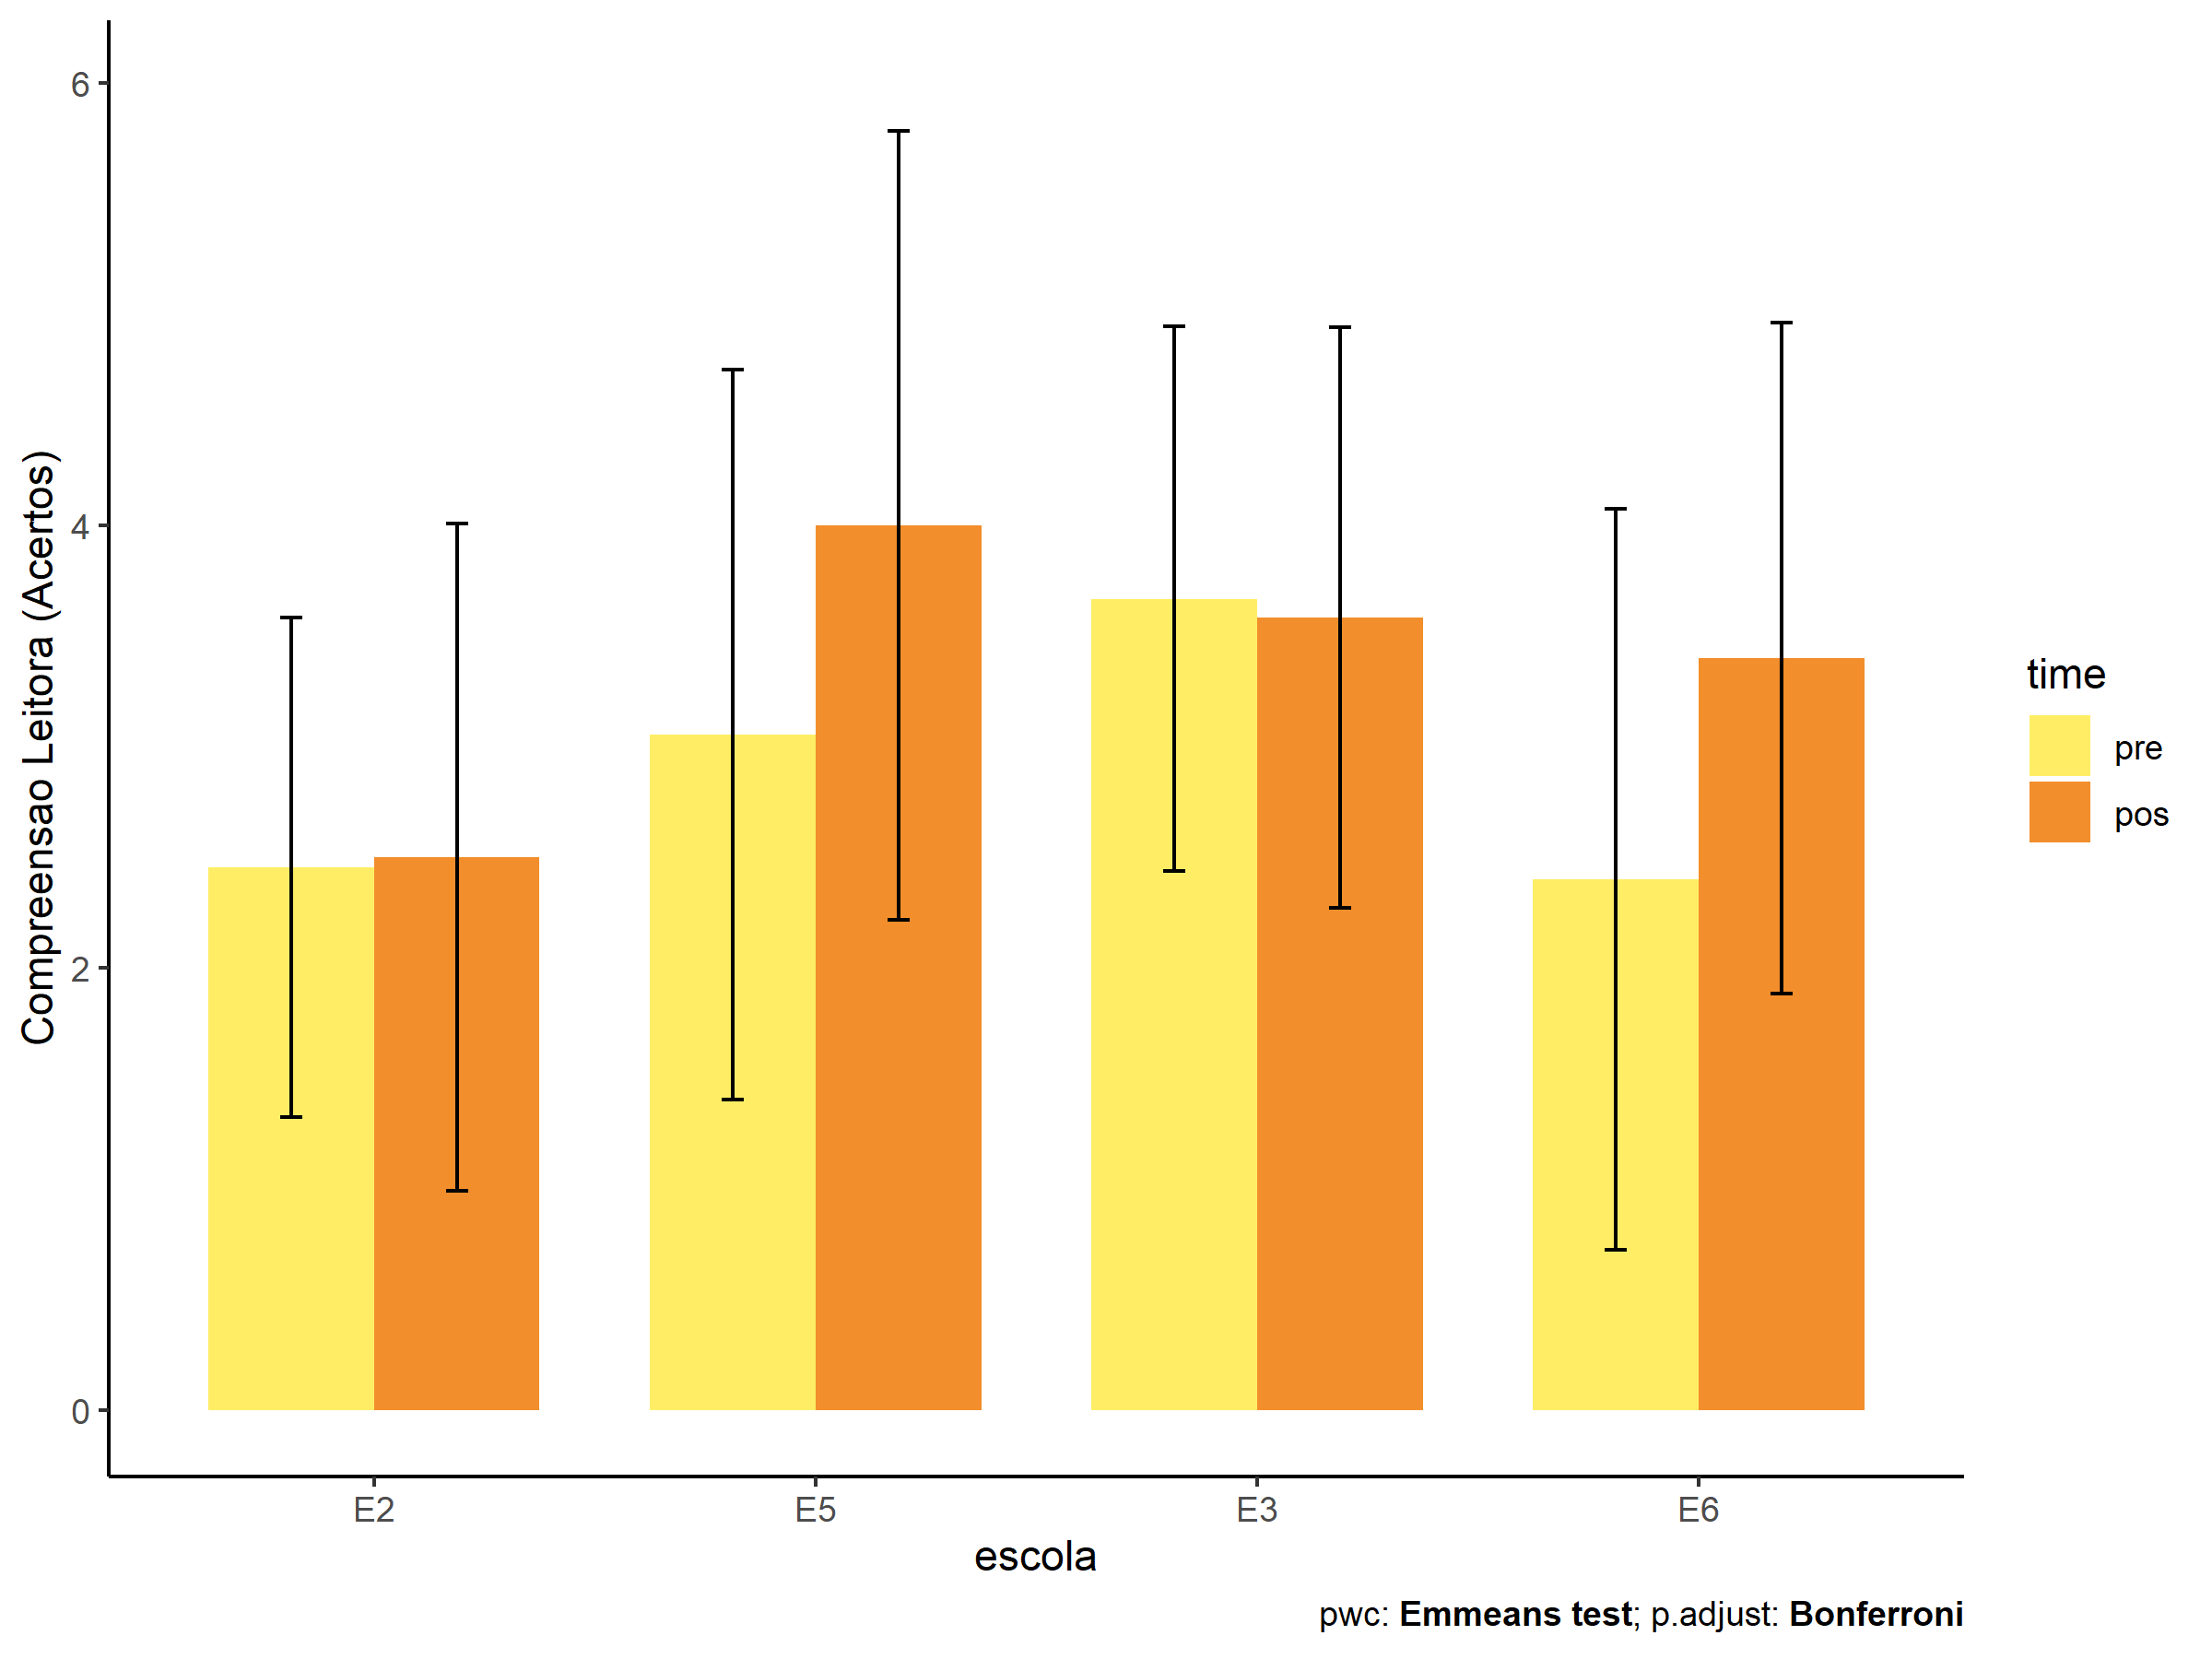 Compreensao Leitora (Acertos)
6
4
2
0
E2
E5
E3
E6
escola
time
pre
pos
pwc: Emmeans test; p.adjust: Bonferroni